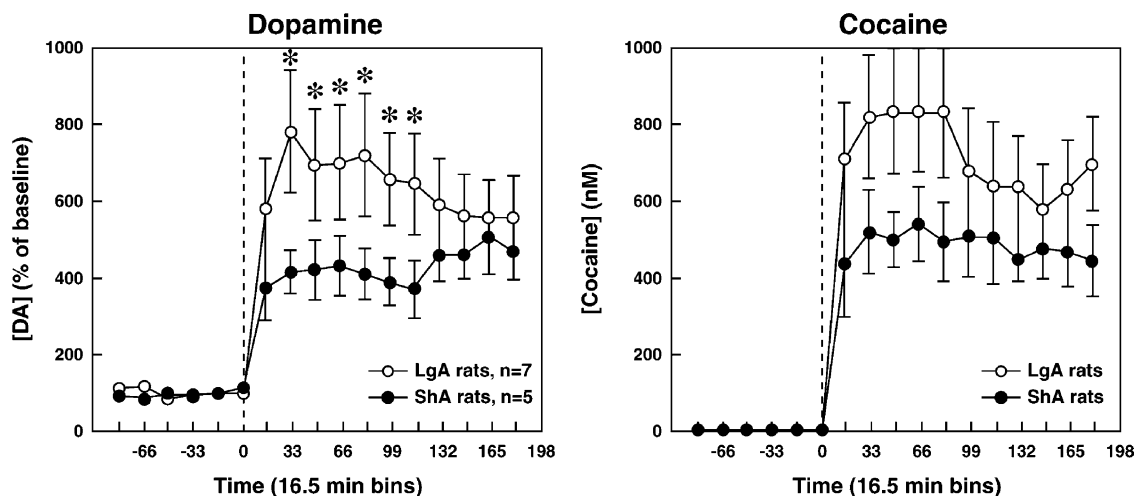 Dopamine
1000
800
600
400
200
0
[DA] (% of baseline)
* * * * * *
LgA rats, n=7
ShA rats, n=5
-66 -33 0 33 66 99 132 165 198
Time (16.5 min bins)
Cocaine
1000
800
600
400
200
0
[Cocaine] (nM)
LgA rats
ShA rats
-66 -33 0 33 66 99 132 165 198
Time (16.5 min bins)